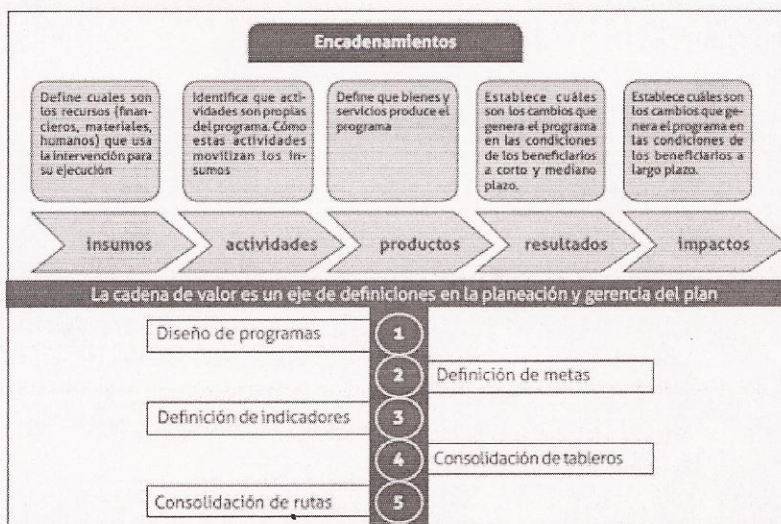 Encadenamientos
Define cuales son
los recursos (finan-
cieros, materiales,
humanos) que usa
la intervención para
su ejecución
Identifica que acti-
vidades son propias
del programa. Cómo
estas actividades
movitizan los in-
sumos
Define que bienes y
servicios produce el
programa
Establece cuáles
son los cambios que
genera el programa
en las condiciones
de los beneficiarios
a corto y mediano
plazo.
Establece cuáles son
los cambios que ge-
nera el programa en
las condiciones de
los beneficiarios a
largo plazo.
insumos
actividades
productos
resultados
impactos
La cadena de valor es un eje de definiciones en la planeación y gerencia del plan
Diseño de programas
1
2
Definición de metas
Definición de indicadores
3
4
Consolidación de tableros
Consolidación de rutas
5